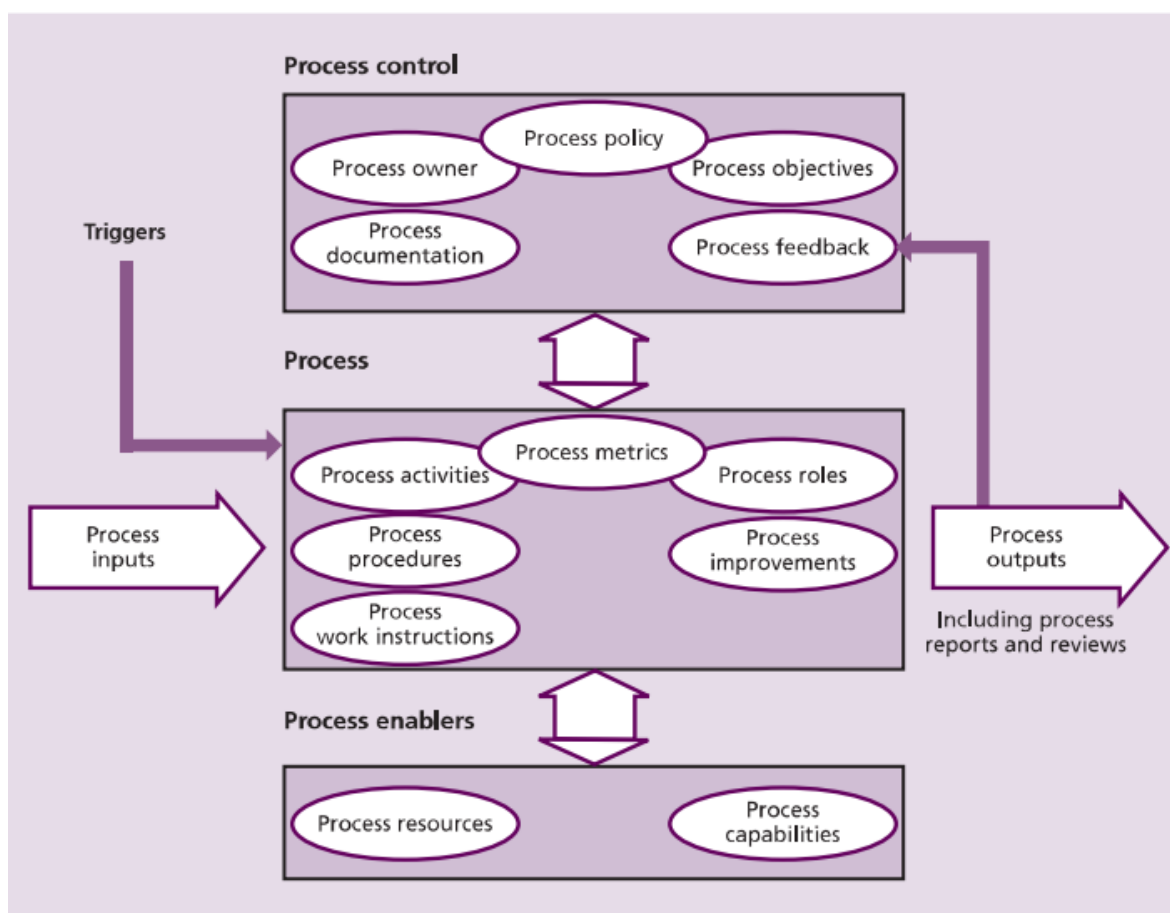 Process control
Process policy
Process owner
Process objectives
Triggers
Process
documentation
Process feedback
Process
Process metrics
Process activities
Process roles
Process
inputs
Process
procedures
Process
improvements
Process
outputs
Process
work instructions
Including process
reports and reviews
Process enablers
Process resources
Process
capabilities